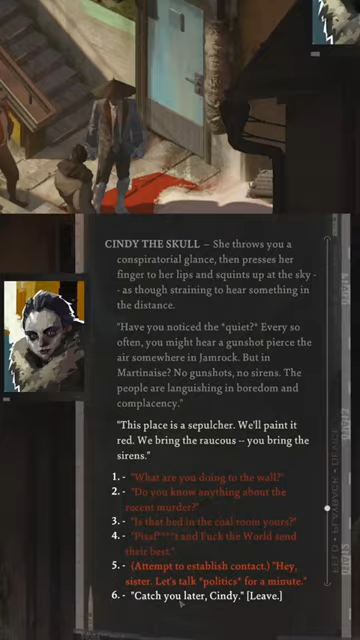 CINDY THE SKULL – She throws you a
conspiratorial glance, then presses her
finger to her lips and squints up at the sky -
- as though straining to hear something in
the distance.
"Have you noticed the *quiet?* Every so
often, you might hear a gunshot pierce the
air somewhere in Jamrock. But in
Martinaise? No gunshots, no sirens. The
people are languishing in boredom and
complacency."
"This place is a sepulcher. We'll paint it
red. We bring the raucous -- you bring the
sirens."
1. - "What are you doing to the wall?"
2. - "Do you know anything about the
recent murder?"
3. - "Is that bed in the coal room yours?"
4. - "Pissf****t and Fuck the World send
their best."
5. - (Attempt to establish contact.) "Hey,
sister. Let's talk *politics* for a minute."
6. - "Catch you later, Cindy." [Leave.]